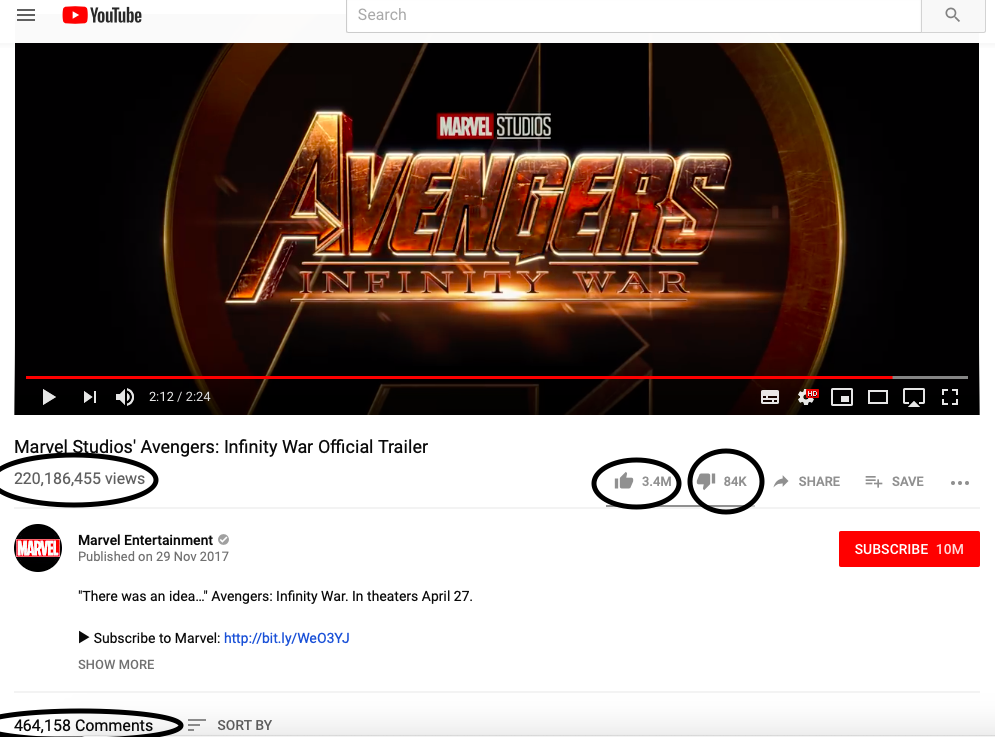 YouTube
Search
MARVEL STUDIOS
AVENGERS
INFINITY WAR
2:12 / 2:24
HD
Marvel Studios' Avengers: Infinity War Official Trailer
220,186,455 views
3.4M
84K
SHARE
SAVE
MARVEL
Marvel Entertainment
Published on 29 Nov 2017
SUBSCRIBE 10M
"There was an idea…" Avengers: Infinity War. In theaters April 27.
▶ Subscribe to Marvel: http://bit.ly/WeO3YJ
SHOW MORE
464,158 Comments
SORT BY